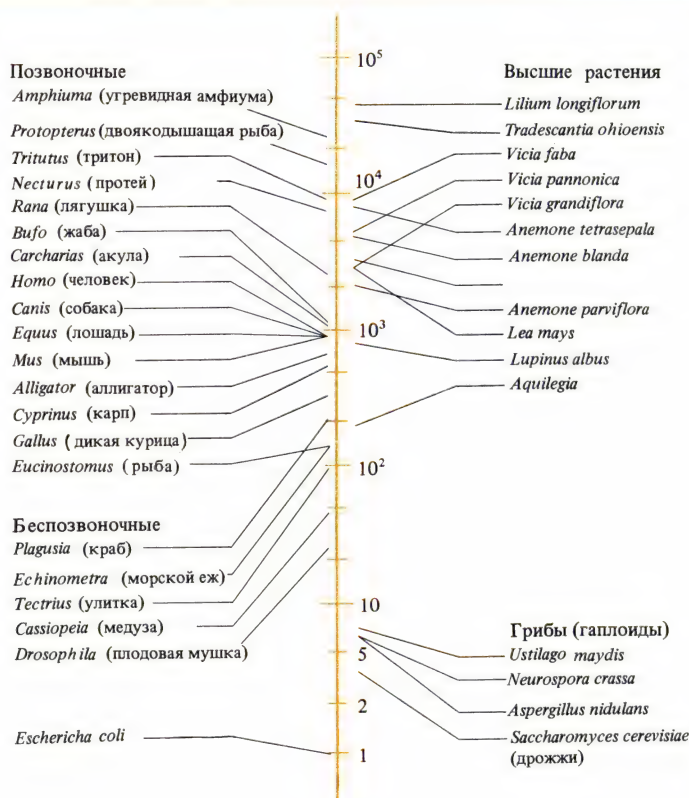 Позвоночные
Amphiuma (угревидная амфиума)
Protopterus (двоякодышащая рыба)
Tritutus (тритон)
Necturus (протей)
Rana (лягушка)
Bufo (жаба)
Carcharias (акула)
Homo (человек)
Canis (собака)
Equus (лошадь)
Mus (мышь)
Alligator (аллигатор)
Cyprinus (карп)
Gallus (дикая курица)
Eucinostomus (рыба)
Беспозвоночные
Plagusia (краб)
Echinometra (морской еж)
Tectrius (улитка)
Cassiopeia (медуза)
Drosophila (плодовая мушка)
Eschericha coli
10⁵
10⁴
10³
10²
10
5
2
1
Высшие растения
Lilium longiflorum
Tradescantia ohioensis
Vicia faba
Vicia pannonica
Vicia grandiflora
Anemone tetrasepala
Anemone blanda
Anemone parviflora
Lea mays
Lupinus albus
Aquilegia
Грибы (гаплоиды)
Ustilago maydis
Neurospora crassa
Aspergillus nidulans
Saccharomyces cerevisiae
(дрожжи)